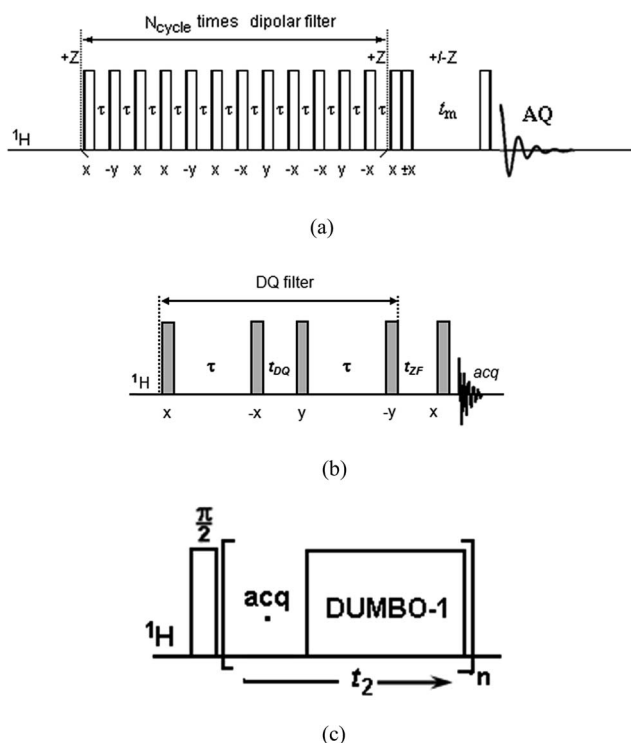 N_cycle times dipolar filter
+Z +Z +/-Z
τ τ τ τ τ τ τ τ τ τ t_m AQ
¹H
x -y x x -y x -x y -x -x y -x x ±x
(a)
DQ filter
τ t_DQ τ t_ZF acq
¹H
x -x y -y x
(b)
π/2
acq DUMBO-1
¹H
t₂ n
(c)